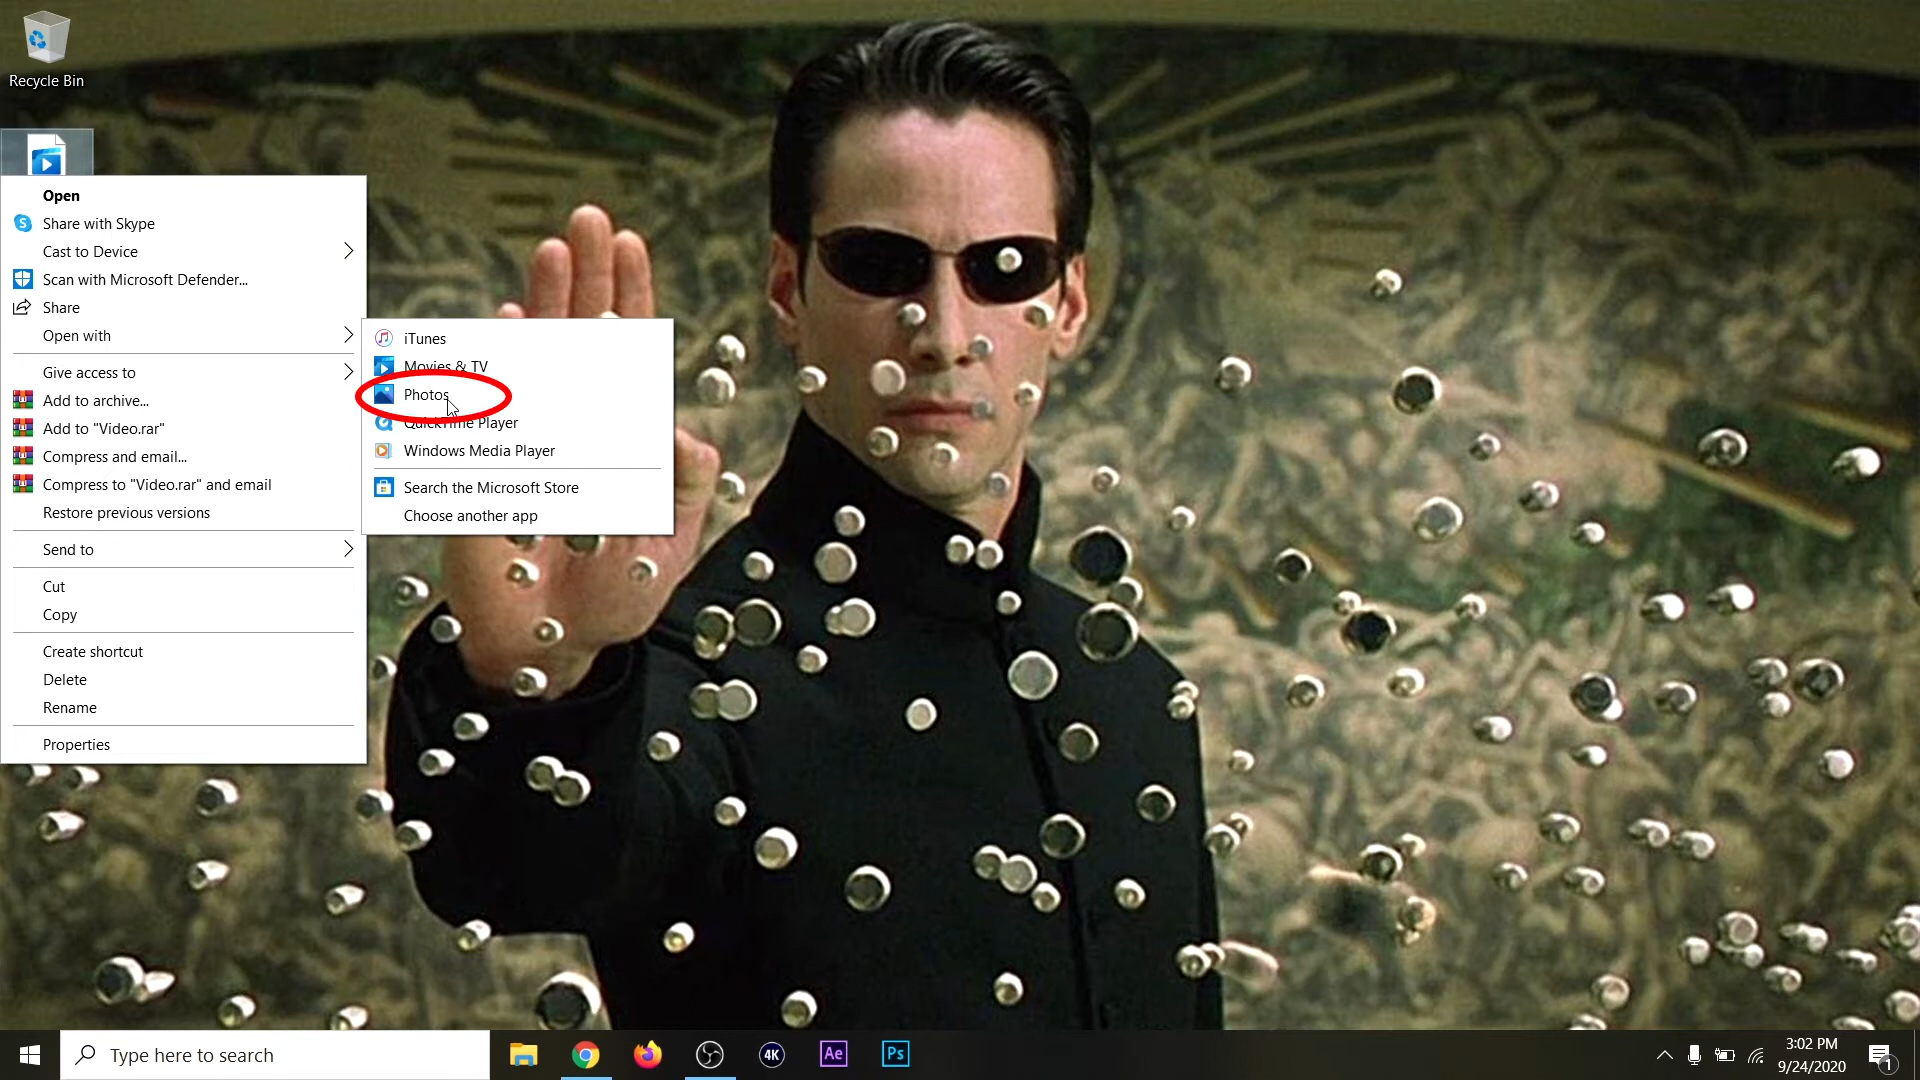 Recycle Bin
Open
Share with Skype
Cast to Device
Scan with Microsoft Defender...
Share
Open with
Give access to
Add to archive...
Add to "Video.rar"
Compress and email...
Compress to "Video.rar" and email
Restore previous versions
Send to
Cut
Copy
Create shortcut
Delete
Rename
Properties
iTunes
Movies & TV
Photos
QuickTime Player
Windows Media Player
Search the Microsoft Store
Choose another app
Type here to search
4K
Ae
Ps
3:02 PM
9/24/2020
1